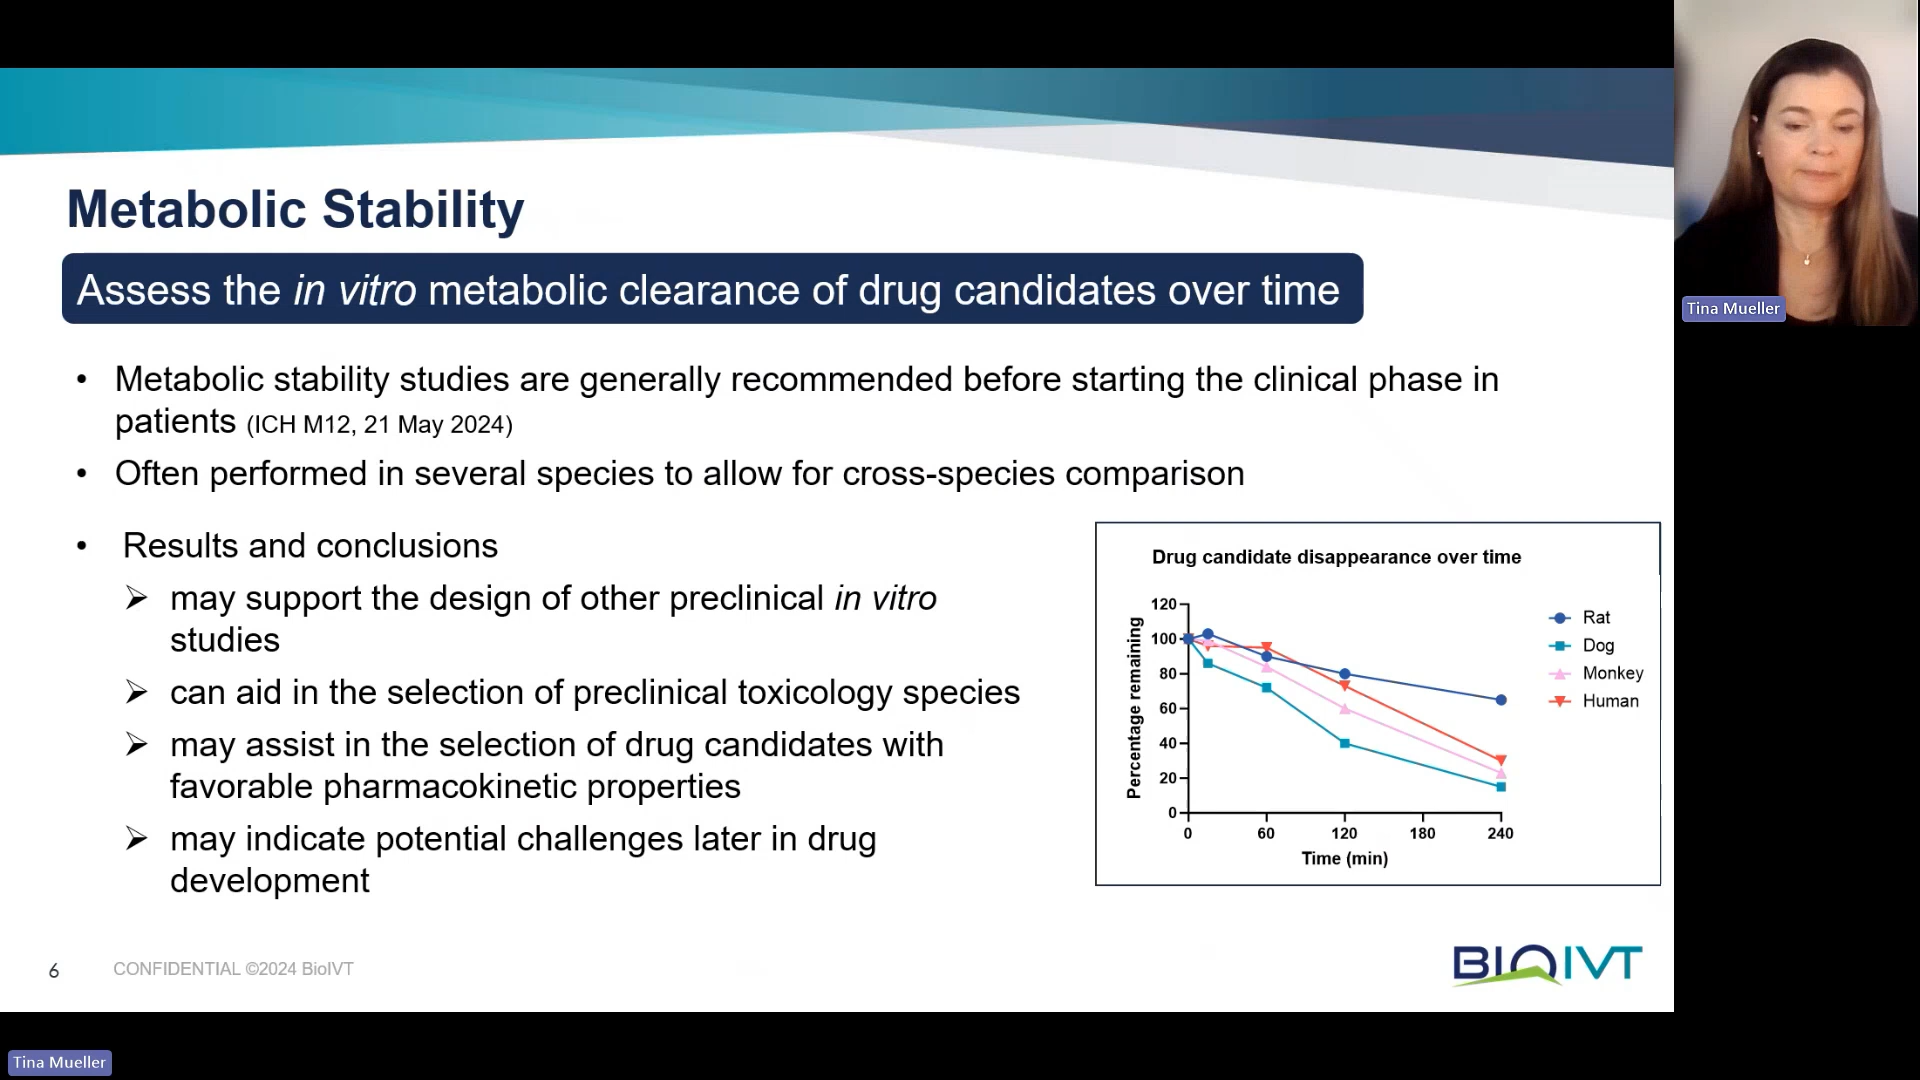 Metabolic Stability
Assess the in vitro metabolic clearance of drug candidates over time
• Metabolic stability studies are generally recommended before starting the clinical phase in
patients (ICH M12, 21 May 2024)
• Often performed in several species to allow for cross-species comparison
• Results and conclusions
➢ may support the design of other preclinical in vitro
studies
➢ can aid in the selection of preclinical toxicology species
➢ may assist in the selection of drug candidates with
favorable pharmacokinetic properties
➢ may indicate potential challenges later in drug
development
Drug candidate disappearance over time
Percentage remaining
120
100
80
60
40
20
0
0 60 120 180 240
Time (min)
Rat
Dog
Monkey
Human
6
CONFIDENTIAL ©2024 BioIVT
BIOIVT
Tina Mueller
Tina Mueller